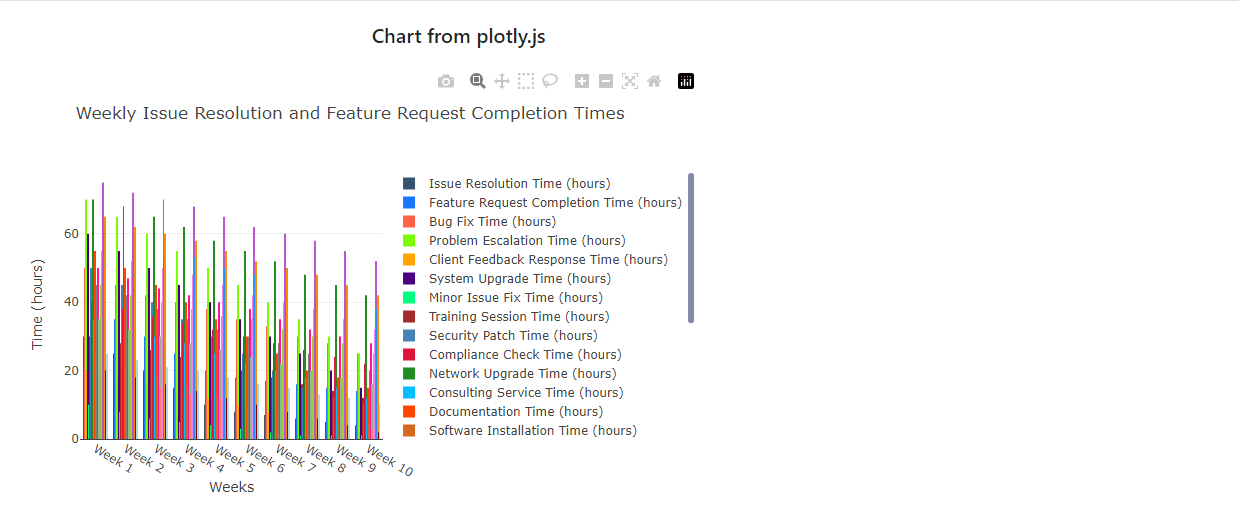 Chart from plotly.js
Weekly Issue Resolution and Feature Request Completion Times
Time (hours)
60
40
20
0
Week 1
Week 2
Week 3
Week 4
Week 5
Week 6
Week 7
Week 8
Week 9
Week 10
Weeks
Issue Resolution Time (hours)
Feature Request Completion Time (hours)
Bug Fix Time (hours)
Problem Escalation Time (hours)
Client Feedback Response Time (hours)
System Upgrade Time (hours)
Minor Issue Fix Time (hours)
Training Session Time (hours)
Security Patch Time (hours)
Compliance Check Time (hours)
Network Upgrade Time (hours)
Consulting Service Time (hours)
Documentation Time (hours)
Software Installation Time (hours)